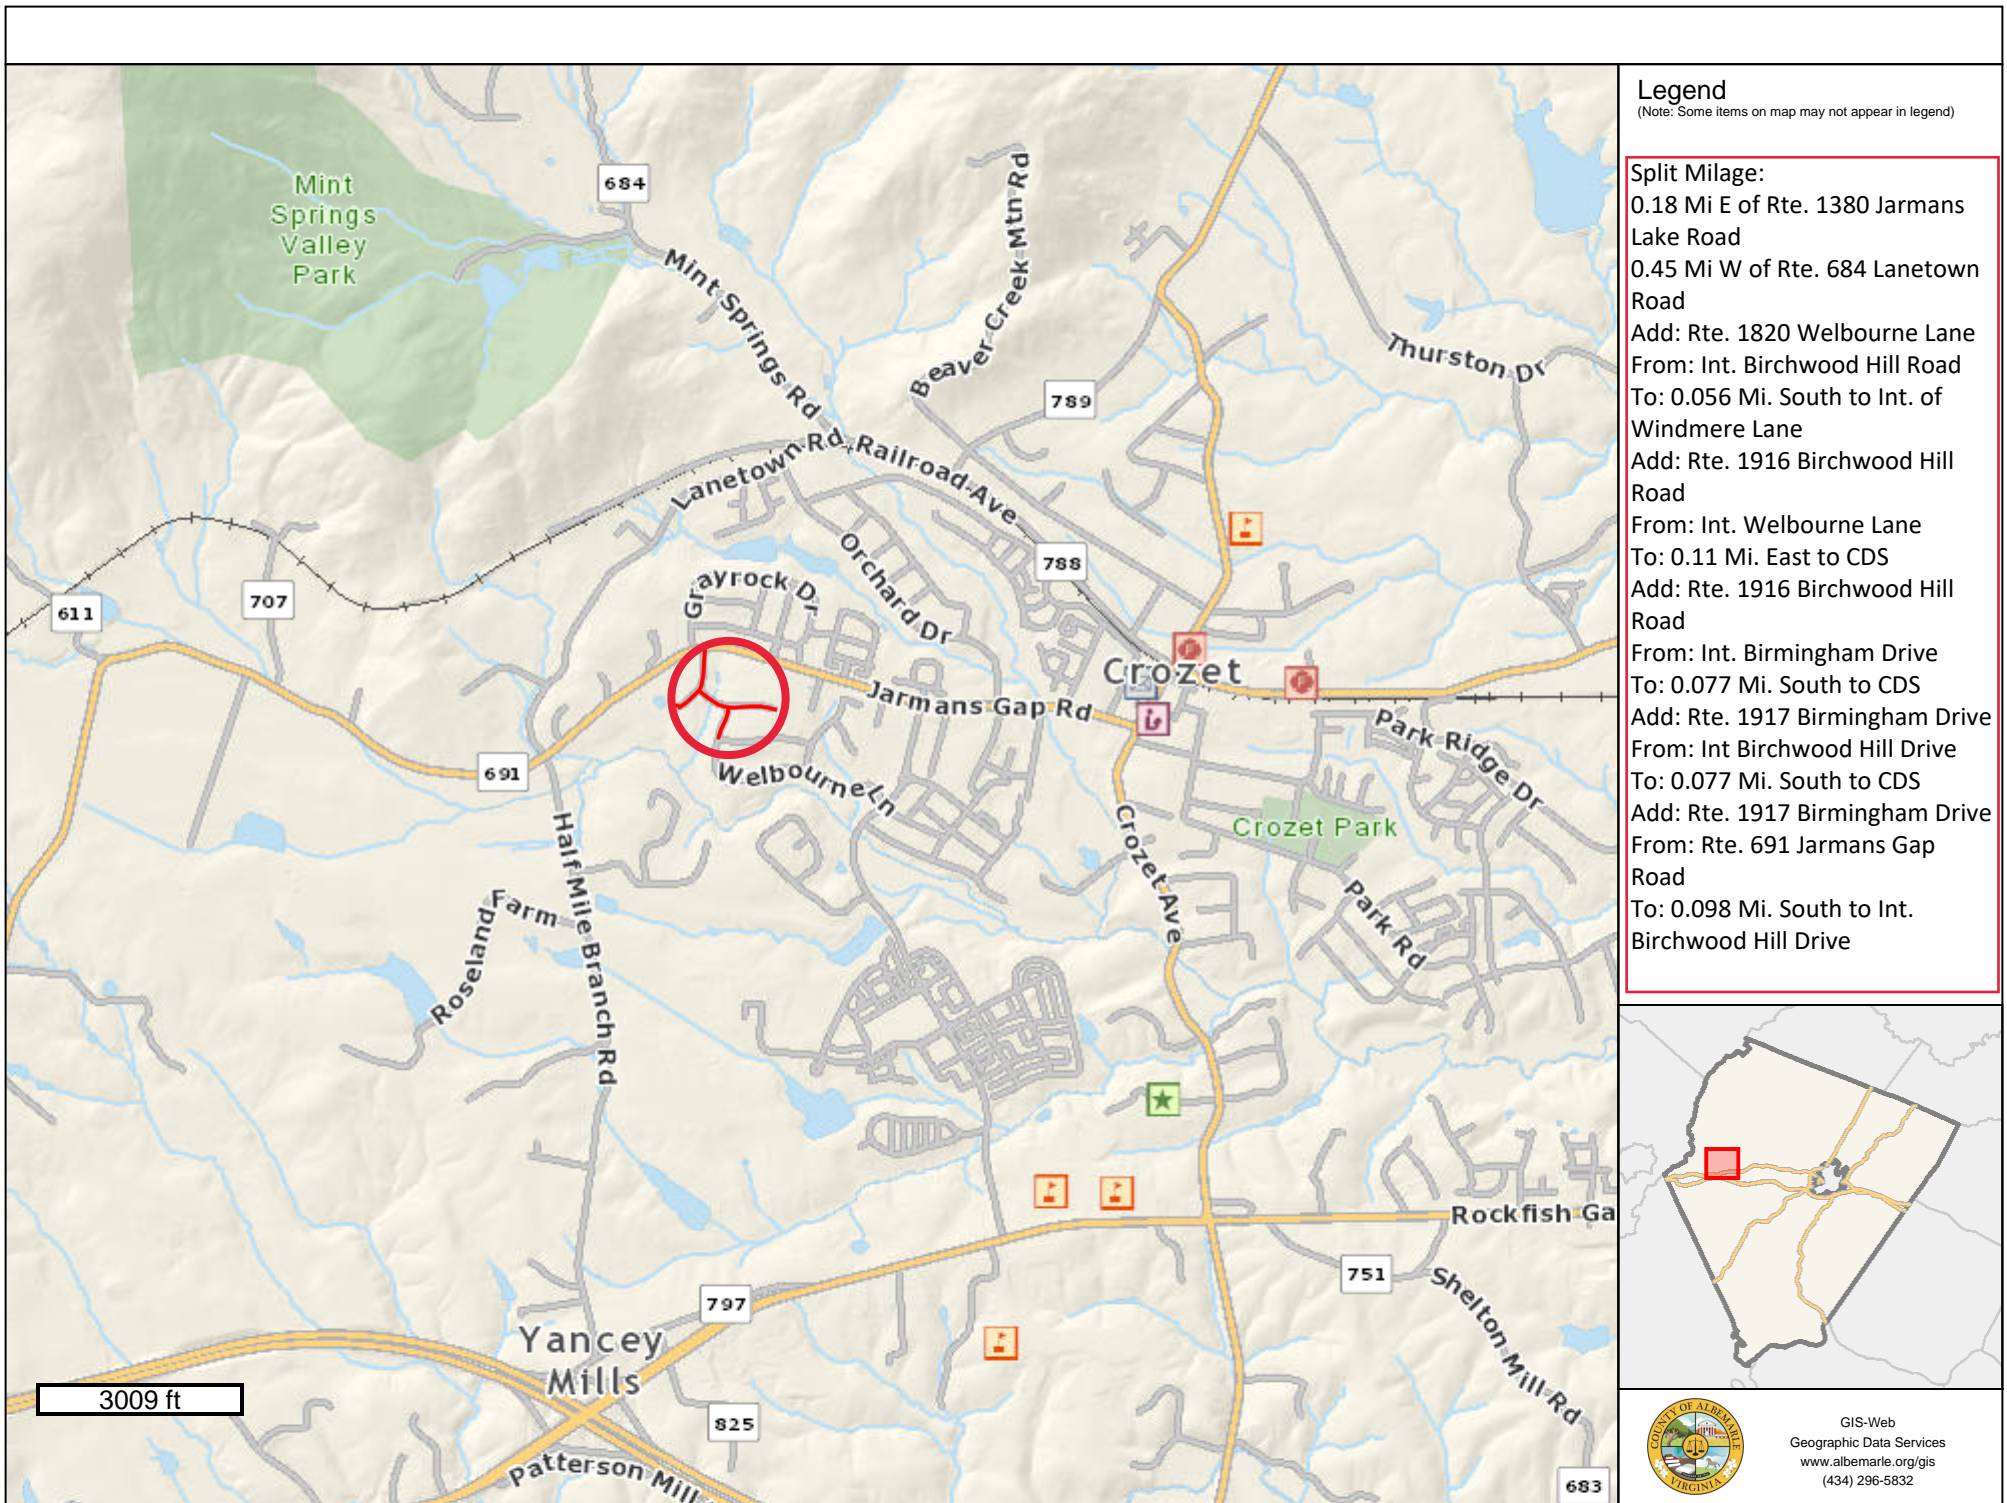 Legend
(Note: Some items on map may not appear in legend)
Split Milage:
0.18 Mi E of Rte. 1380 Jarmans
Lake Road
0.45 Mi W of Rte. 684 Lanetown
Road
Add: Rte. 1820 Welbourne Lane
From: Int. Birchwood Hill Road
To: 0.056 Mi. South to Int. of
Windmere Lane
Add: Rte. 1916 Birchwood Hill
Road
From: Int. Welbourne Lane
To: 0.11 Mi. East to CDS
Add: Rte. 1916 Birchwood Hill
Road
From: Int. Birmingham Drive
To: 0.077 Mi. South to CDS
Add: Rte. 1917 Birmingham Drive
From: Int Birchwood Hill Drive
To: 0.077 Mi. South to CDS
Add: Rte. 1917 Birmingham Drive
From: Rte. 691 Jarmans Gap
Road
To: 0.098 Mi. South to Int.
Birchwood Hill Drive
Mint
Springs
Valley
Park
684
Mint Springs Rd
Beaver Creek Mtn Rd
789
Thurston Dr
Lanetown Rd
Railroad Ave
788
Orchard Dr
Grayrock Dr
707
611
Crozet
Jarmans Gap Rd
Park Ridge Dr
691
Welbourne Ln
Crozet Park
Crozet Ave
Half Mile Branch Rd
Roseland Farm
Park Rd
Rockfish Ga
751
Shelton Mill Rd
797
Yancey
Mills
825
Patterson Mill
683
3009 ft
COUNTY OF ALBEMARLE
VIRGINIA
GIS-Web
Geographic Data Services
www.albemarle.org/gis
(434) 296-5832